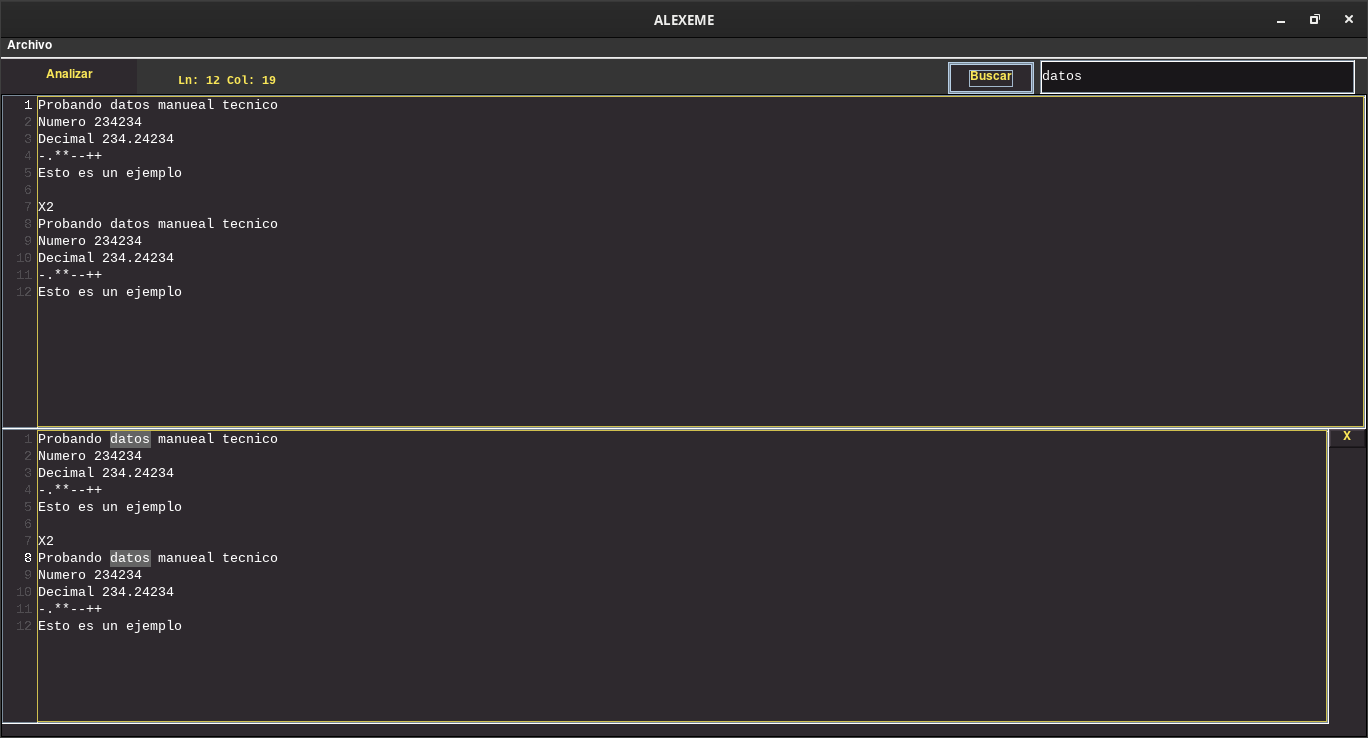 ALEXEME
Archivo
Analizar Ln: 12 Col: 19 Buscar datos
1 Probando datos manueal tecnico
2 Numero 234234
3 Decimal 234.24234
4 -.**--++
5 Esto es un ejemplo
6
7 X2
8 Probando datos manueal tecnico
9 Numero 234234
10 Decimal 234.24234
11 -.**--++
12 Esto es un ejemplo
1 Probando datos manueal tecnico X
2 Numero 234234
3 Decimal 234.24234
4 -.**--++
5 Esto es un ejemplo
6
7 X2
8 Probando datos manueal tecnico
9 Numero 234234
10 Decimal 234.24234
11 -.**--++
12 Esto es un ejemplo